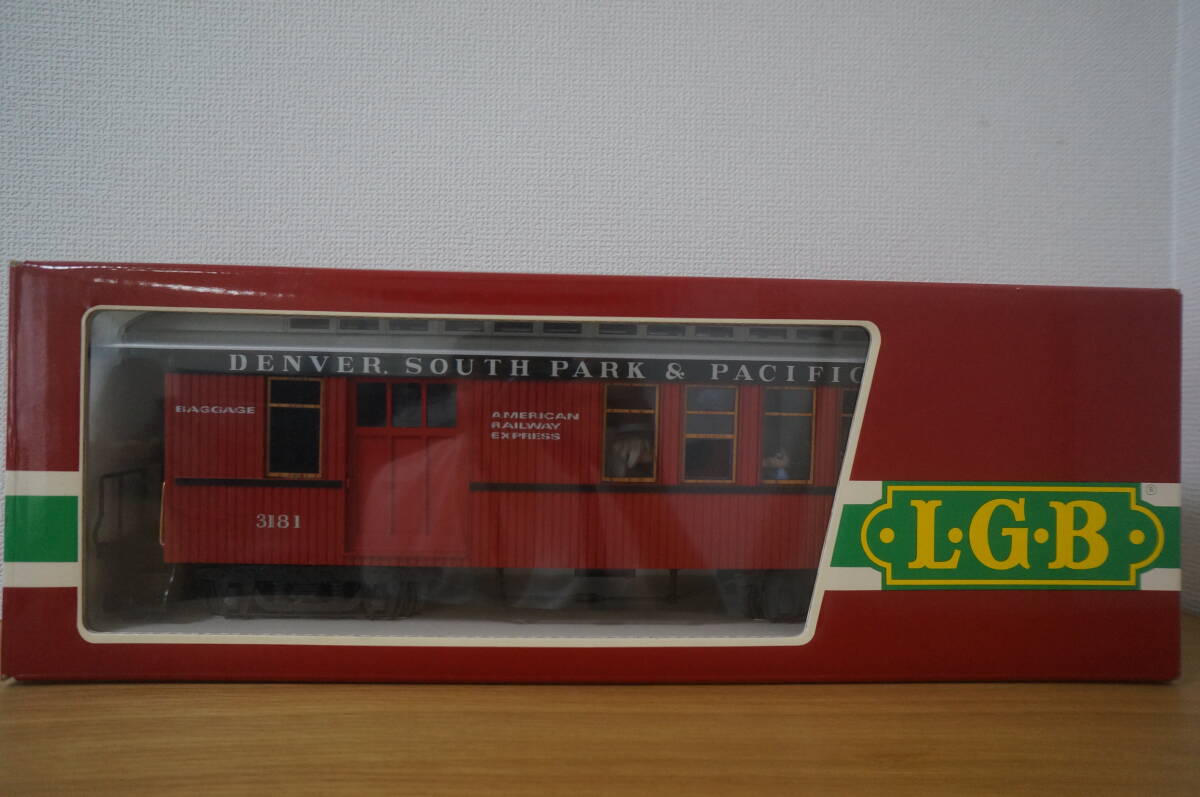 DENVER. SOUTH PARK & PACIFIC
BAGGAGE
AMERICAN
RAILWAY
EXPRESS
3181
L·G·B®